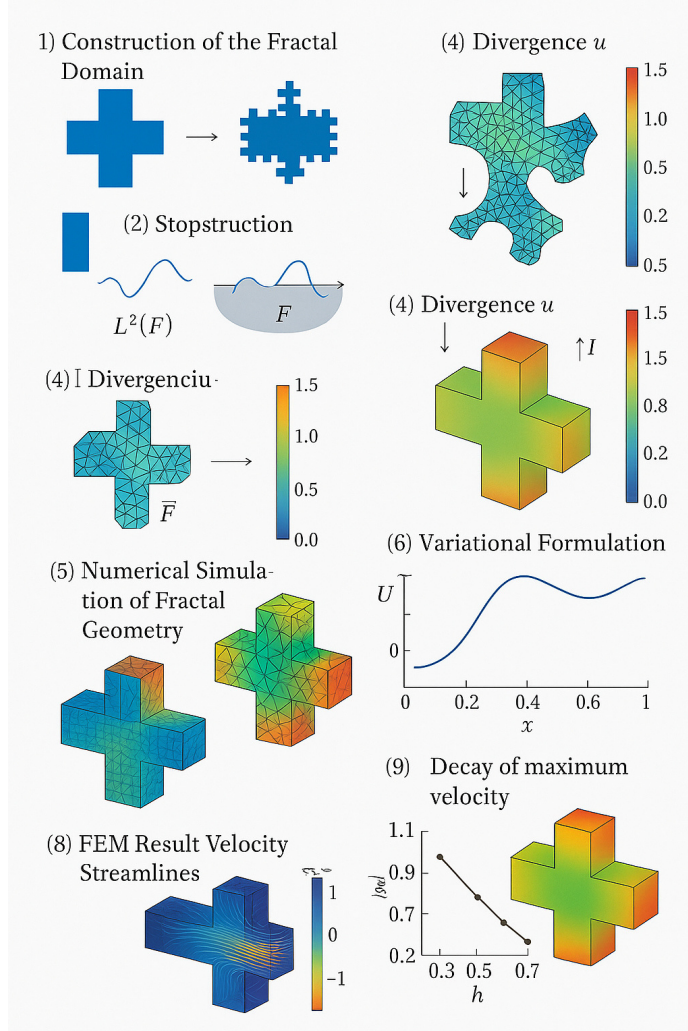 1) Construction of the Fractal
Domain
(2) Stopstruction
L²(F)
F
(4) I Divergenciu-
1.5
1.0
0.5
0.0
F̅
(5) Numerical Simula-
tion of Fractal
Geometry
(8) FEM Result Velocity
Streamlines
1
0
−1
(4) Divergence u
1.5
1.0
0.5
0.2
0.5
(4) Divergence u
↑I
1.5
1.5
0.8
0.2
0.0
(6) Variational Formulation
U
0
0.2
0.4
0.6
1
x
(9) Decay of maximum
velocity
1.1
0.9
0.7
0.2
0.3
0.5
0.7
h